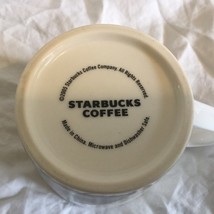 ©2005 Starbucks Coffee Company. All Rights Reserved.
STARBUCKS
COFFEE
Made in China. Microwave and Dishwasher Safe